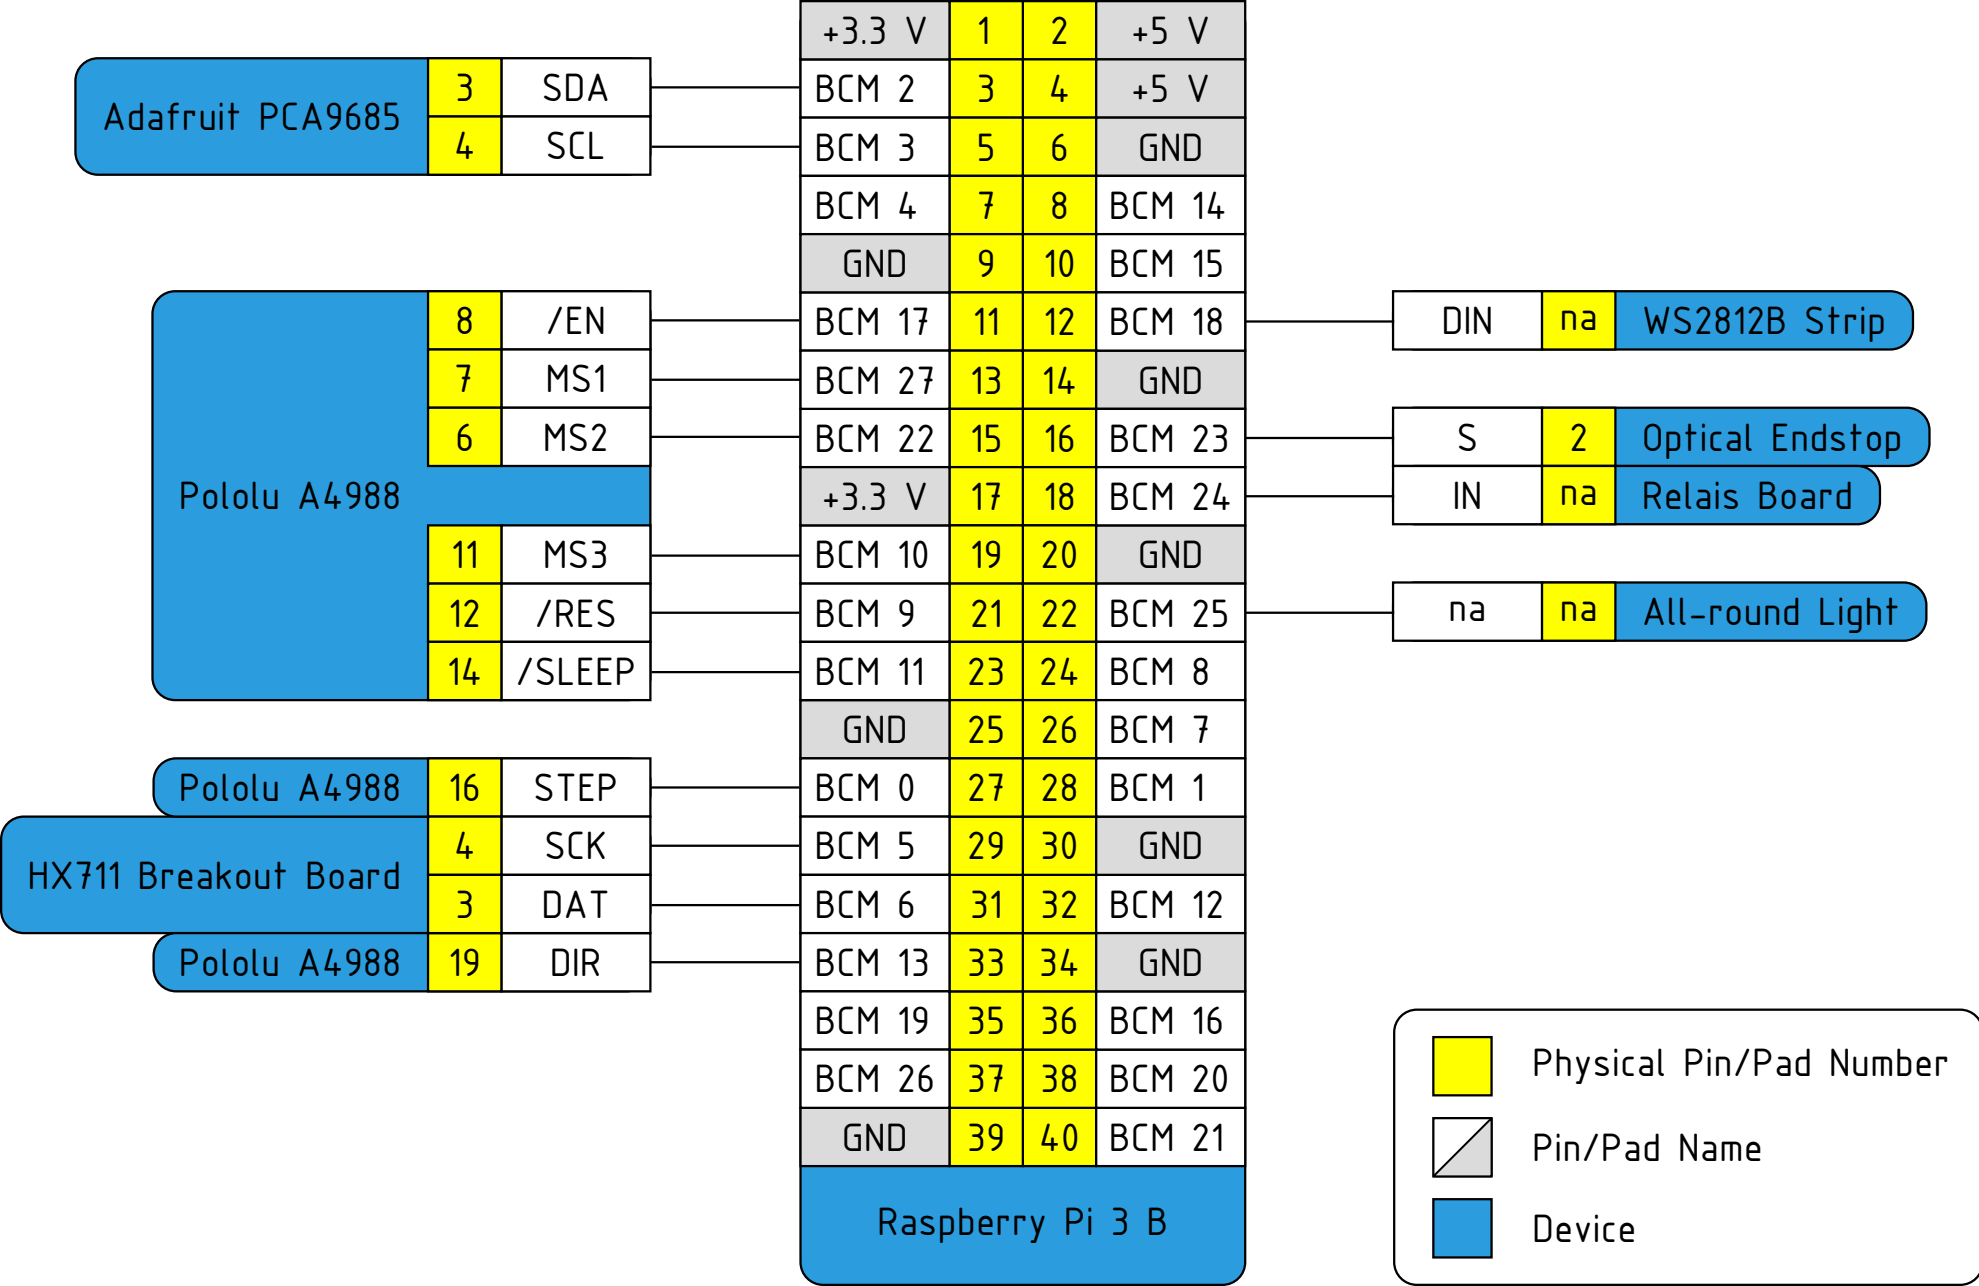 +3.3 V 1 2 +5 V
Adafruit PCA9685 3 SDA BCM 2 3 4 +5 V
4 SCL BCM 3 5 6 GND
BCM 4 7 8 BCM 14
GND 9 10 BCM 15
8 /EN BCM 17 11 12 BCM 18 DIN na WS2812B Strip
7 MS1 BCM 27 13 14 GND
6 MS2 BCM 22 15 16 BCM 23 S 2 Optical Endstop
Pololu A4988 +3.3 V 17 18 BCM 24 IN na Relais Board
11 MS3 BCM 10 19 20 GND
12 /RES BCM 9 21 22 BCM 25 na na All-round Light
14 /SLEEP BCM 11 23 24 BCM 8
GND 25 26 BCM 7
Pololu A4988 16 STEP BCM 0 27 28 BCM 1
HX711 Breakout Board 4 SCK BCM 5 29 30 GND
3 DAT BCM 6 31 32 BCM 12
Pololu A4988 19 DIR BCM 13 33 34 GND
BCM 19 35 36 BCM 16
BCM 26 37 38 BCM 20
GND 39 40 BCM 21
Raspberry Pi 3 B
Physical Pin/Pad Number
Pin/Pad Name
Device